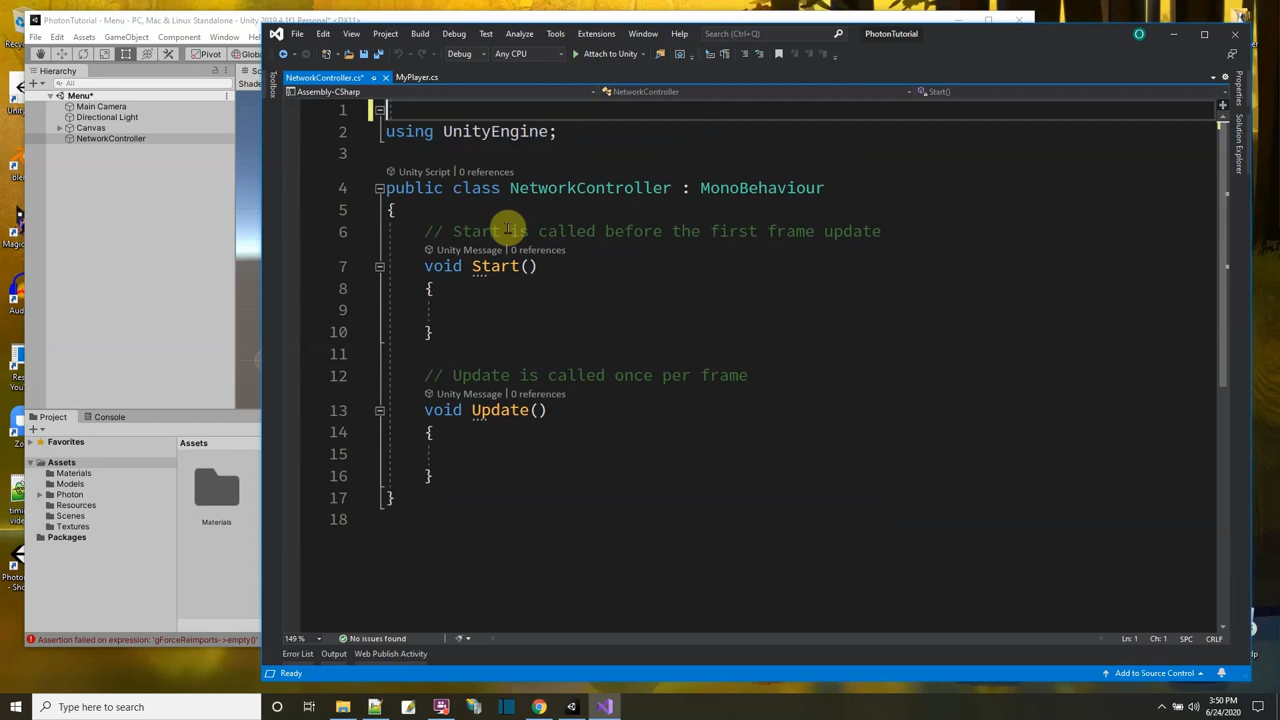 PhotonTutorial - Menu - PC, Mac & Linux Standalone - Unity 2019.4.1f1 Personal* <DX11>
File Edit Assets GameObject Component Window
Pivot Global
Hierarchy
All
Menu*
Main Camera
Directional Light
Canvas
NetworkController
Project Console
Favorites
Assets
Materials
Models
Photon
Resources
Scenes
Textures
Packages
Assets
Materials
Assertion failed on expression: 'gForceReimports->empty()'
File Edit View Project Build Debug Test Analyze Tools Extensions Window Help Search (Ctrl+Q) PhotonTutorial
Debug Any CPU Attach to Unity
NetworkController.cs* MyPlayer.cs
Assembly-CSharp NetworkController Start()
Toolbox
Properties
Solution Explorer
1
2 using UnityEngine;
3
Unity Script | 0 references
4 public class NetworkController : MonoBehaviour
5 {
6 // Start is called before the first frame update
Unity Message | 0 references
7 void Start()
8 {
9
10 }
11
12 // Update is called once per frame
Unity Message | 0 references
13 void Update()
14 {
15
16 }
17 }
18
149 % No issues found Ln: 1 Ch: 1 SPC CRLF
Error List Output Web Publish Activity
Ready Add to Source Control
Type here to search
3:50 PM
6/24/2020